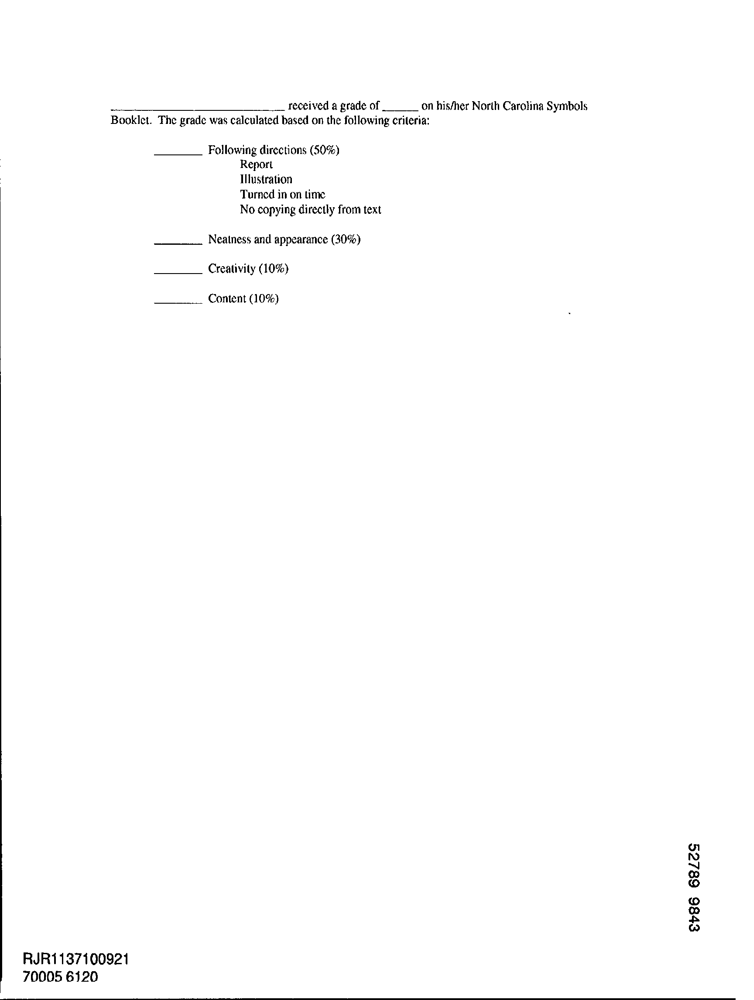 ____________________ received a grade of ______ on his/her North Carolina Symbols
Booklet. The grade was calculated based on the following criteria:
________ Following directions (50%)
Report
Illustration
Turned in on time
No copying directly from text
________ Neatness and appearance (30%)
________ Creativity (10%)
________ Content (10%)
52789 9843
RJR1137100921
70005 6120